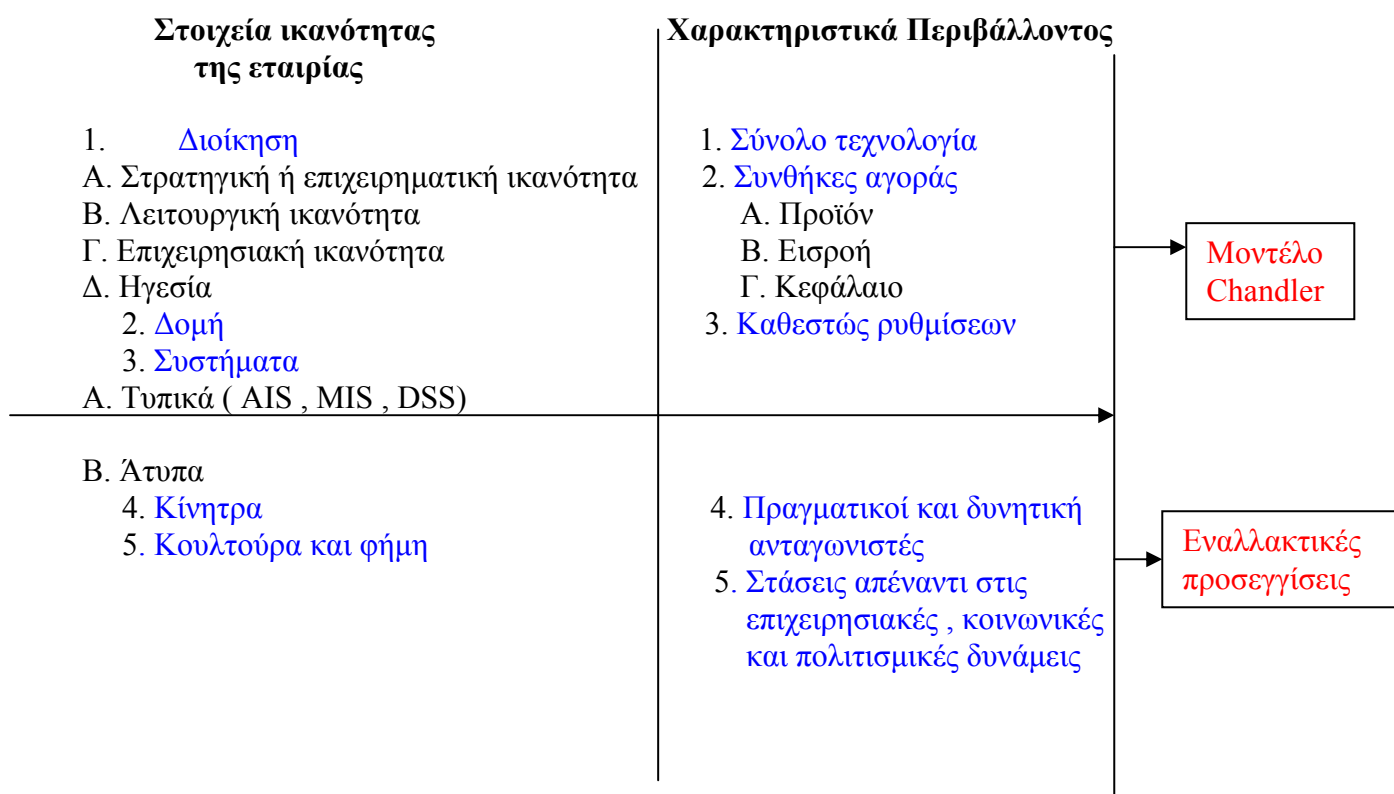 Στοιχεία ικανότητας
της εταιρίας
1. Διοίκηση
Α. Στρατηγική ή επιχειρηματική ικανότητα
Β. Λειτουργική ικανότητα
Γ. Επιχειρησιακή ικανότητα
Δ. Ηγεσία
2. Δομή
3. Συστήματα
Α. Τυπικά ( AIS , MIS , DSS)
Β. Άτυπα
4. Κίνητρα
5. Κουλτούρα και φήμη
Χαρακτηριστικά Περιβάλλοντος
1. Σύνολο τεχνολογία
2. Συνθήκες αγοράς
Α. Προϊόν
Β. Εισροή
Γ. Κεφάλαιο
3. Καθεστώς ρυθμίσεων
4. Πραγματικοί και δυνητική
ανταγωνιστές
5. Στάσεις απέναντι στις
επιχειρησιακές , κοινωνικές
και πολιτισμικές δυνάμεις
Μοντέλο
Chandler
Εναλλακτικές
προσεγγίσεις